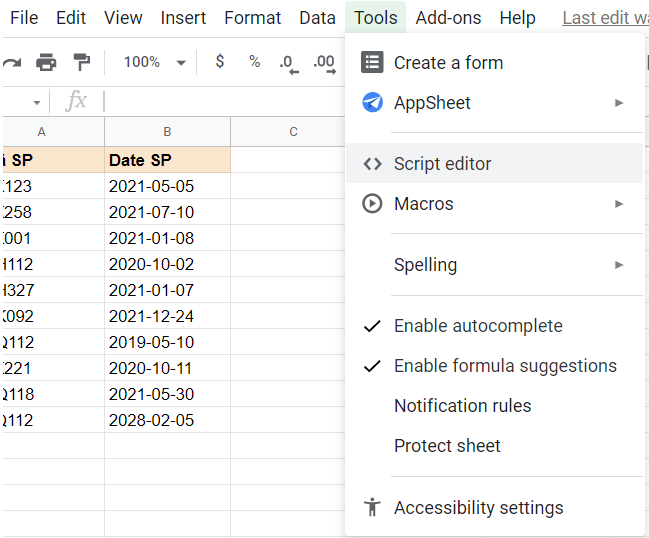 File Edit View Insert Format Data Tools Add-ons Help Last edit wa
100% $ % .0 .00
fx
A B C
SP Date SP
123 2021-05-05
258 2021-07-10
001 2021-01-08
112 2020-10-02
327 2021-01-07
092 2021-12-24
112 2019-05-10
221 2020-10-11
118 2021-05-30
112 2028-02-05
Create a form
AppSheet
Script editor
Macros
Spelling
Enable autocomplete
Enable formula suggestions
Notification rules
Protect sheet
Accessibility settings